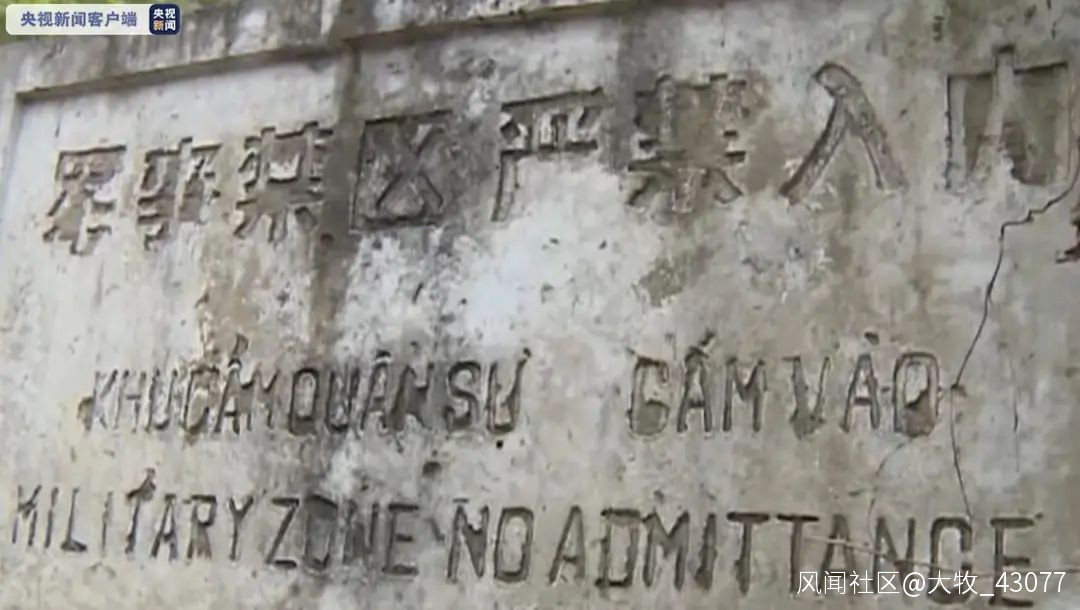 央视新闻客户端 央视新闻
军事禁区严禁入内
KHU CẤM QUÂN SỰ CẤM VÀO
MILITARY ZONE NO ADMITTANCE
风闻社区@大牧_43077